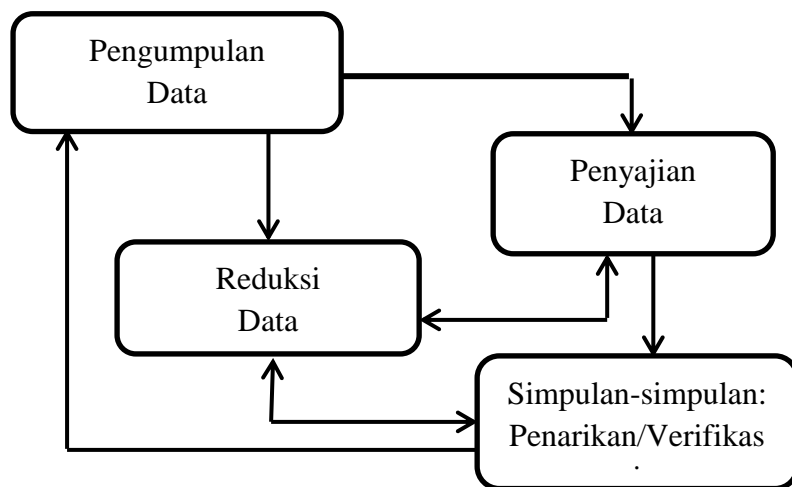 Pengumpulan
Data
Penyajian
Data
Reduksi
Data
Simpulan-simpulan:
Penarikan/Verifikas